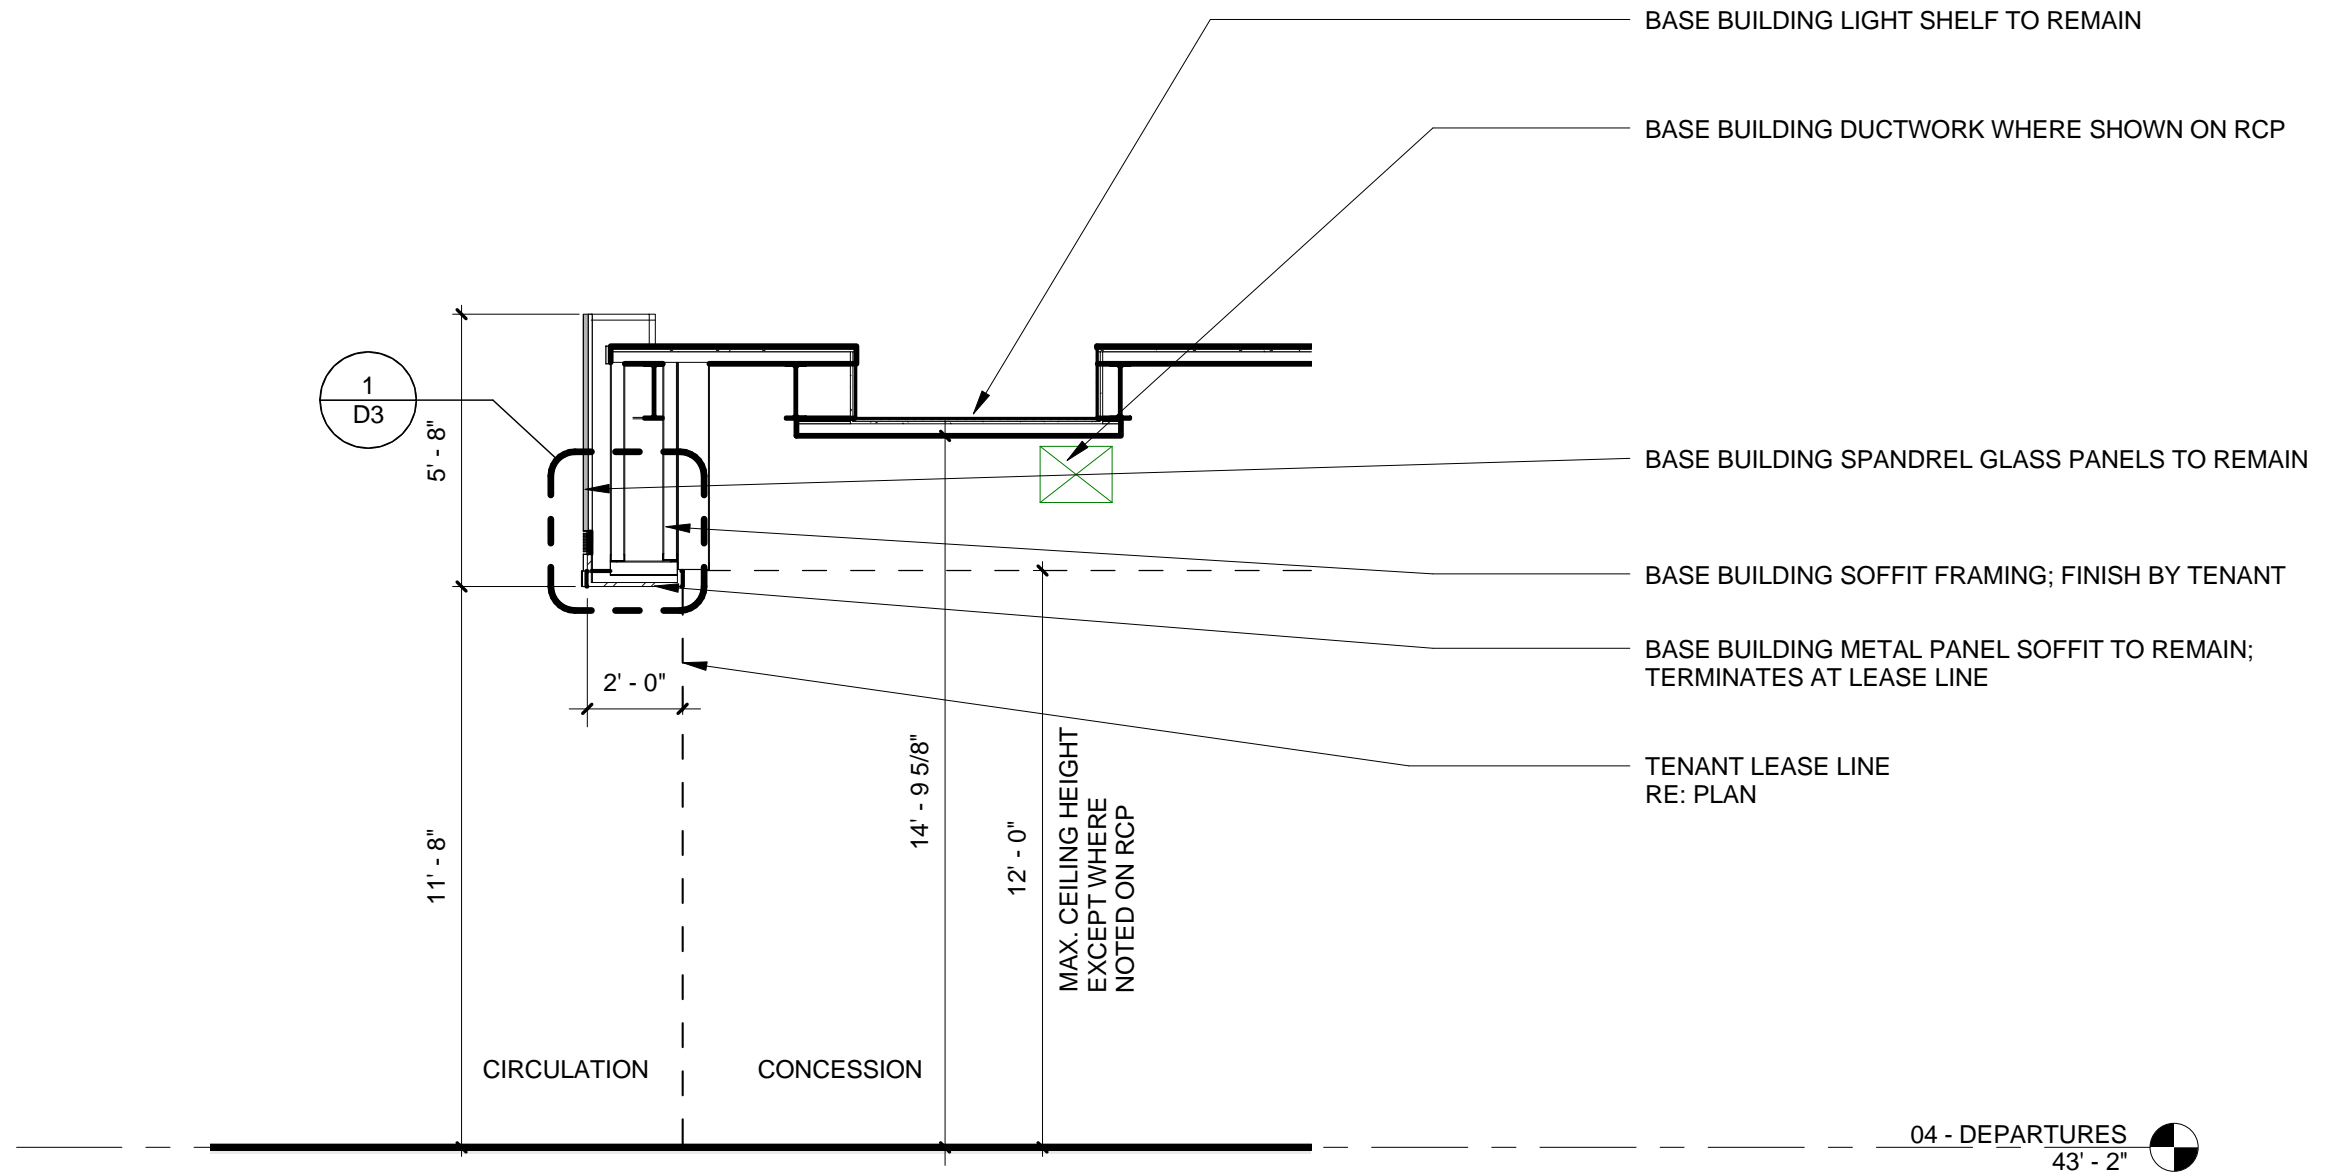 BASE BUILDING LIGHT SHELF TO REMAIN
BASE BUILDING DUCTWORK WHERE SHOWN ON RCP
1
D3
5' - 8"
BASE BUILDING SPANDREL GLASS PANELS TO REMAIN
BASE BUILDING SOFFIT FRAMING; FINISH BY TENANT
BASE BUILDING METAL PANEL SOFFIT TO REMAIN;
TERMINATES AT LEASE LINE
2' - 0"
TENANT LEASE LINE
RE: PLAN
11' - 8"
14' - 9 5/8"
12' - 0"
MAX. CEILING HEIGHT
EXCEPT WHERE
NOTED ON RCP
CIRCULATION
CONCESSION
04 - DEPARTURES
43' - 2"